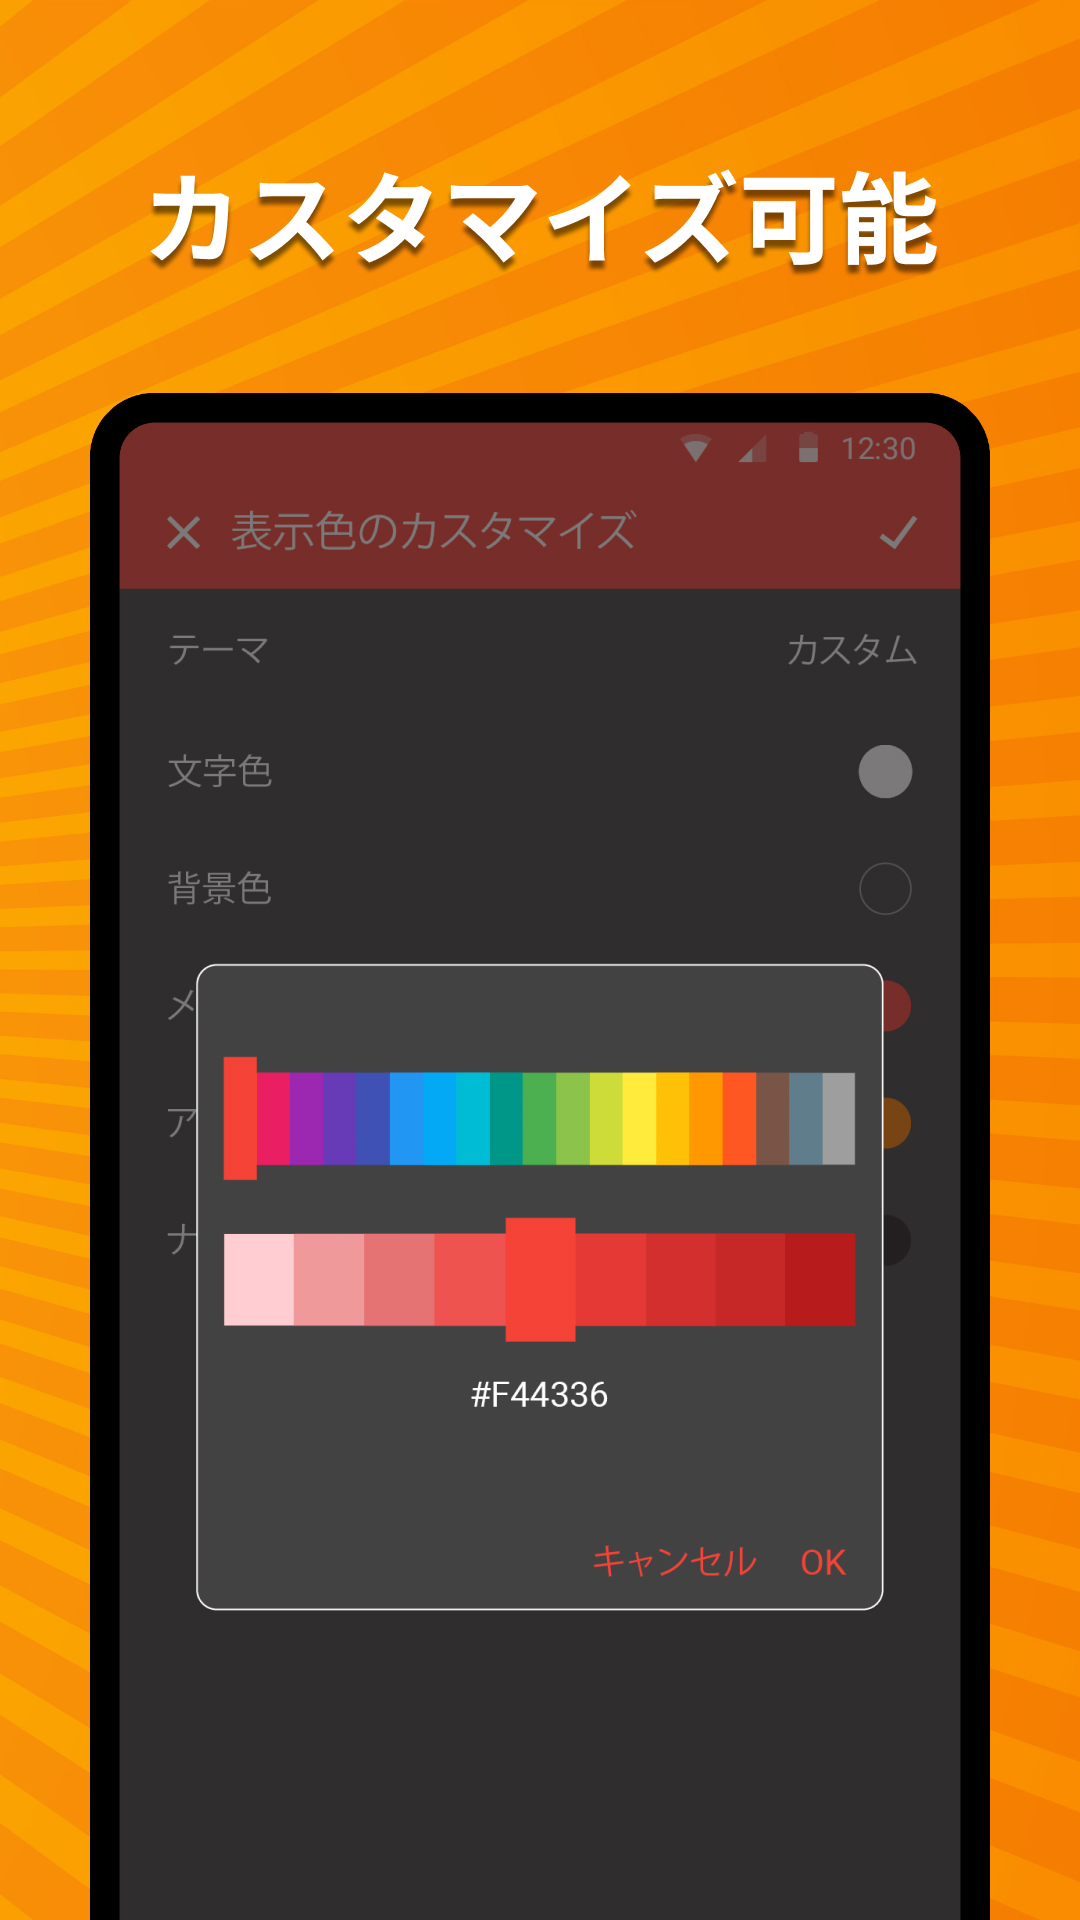 カスタマイズ可能
12:30
表示色のカスタマイズ
テーマ
カスタム
文字色
背景色
メ
ア
ナ
#F44336
キャンセル
OK